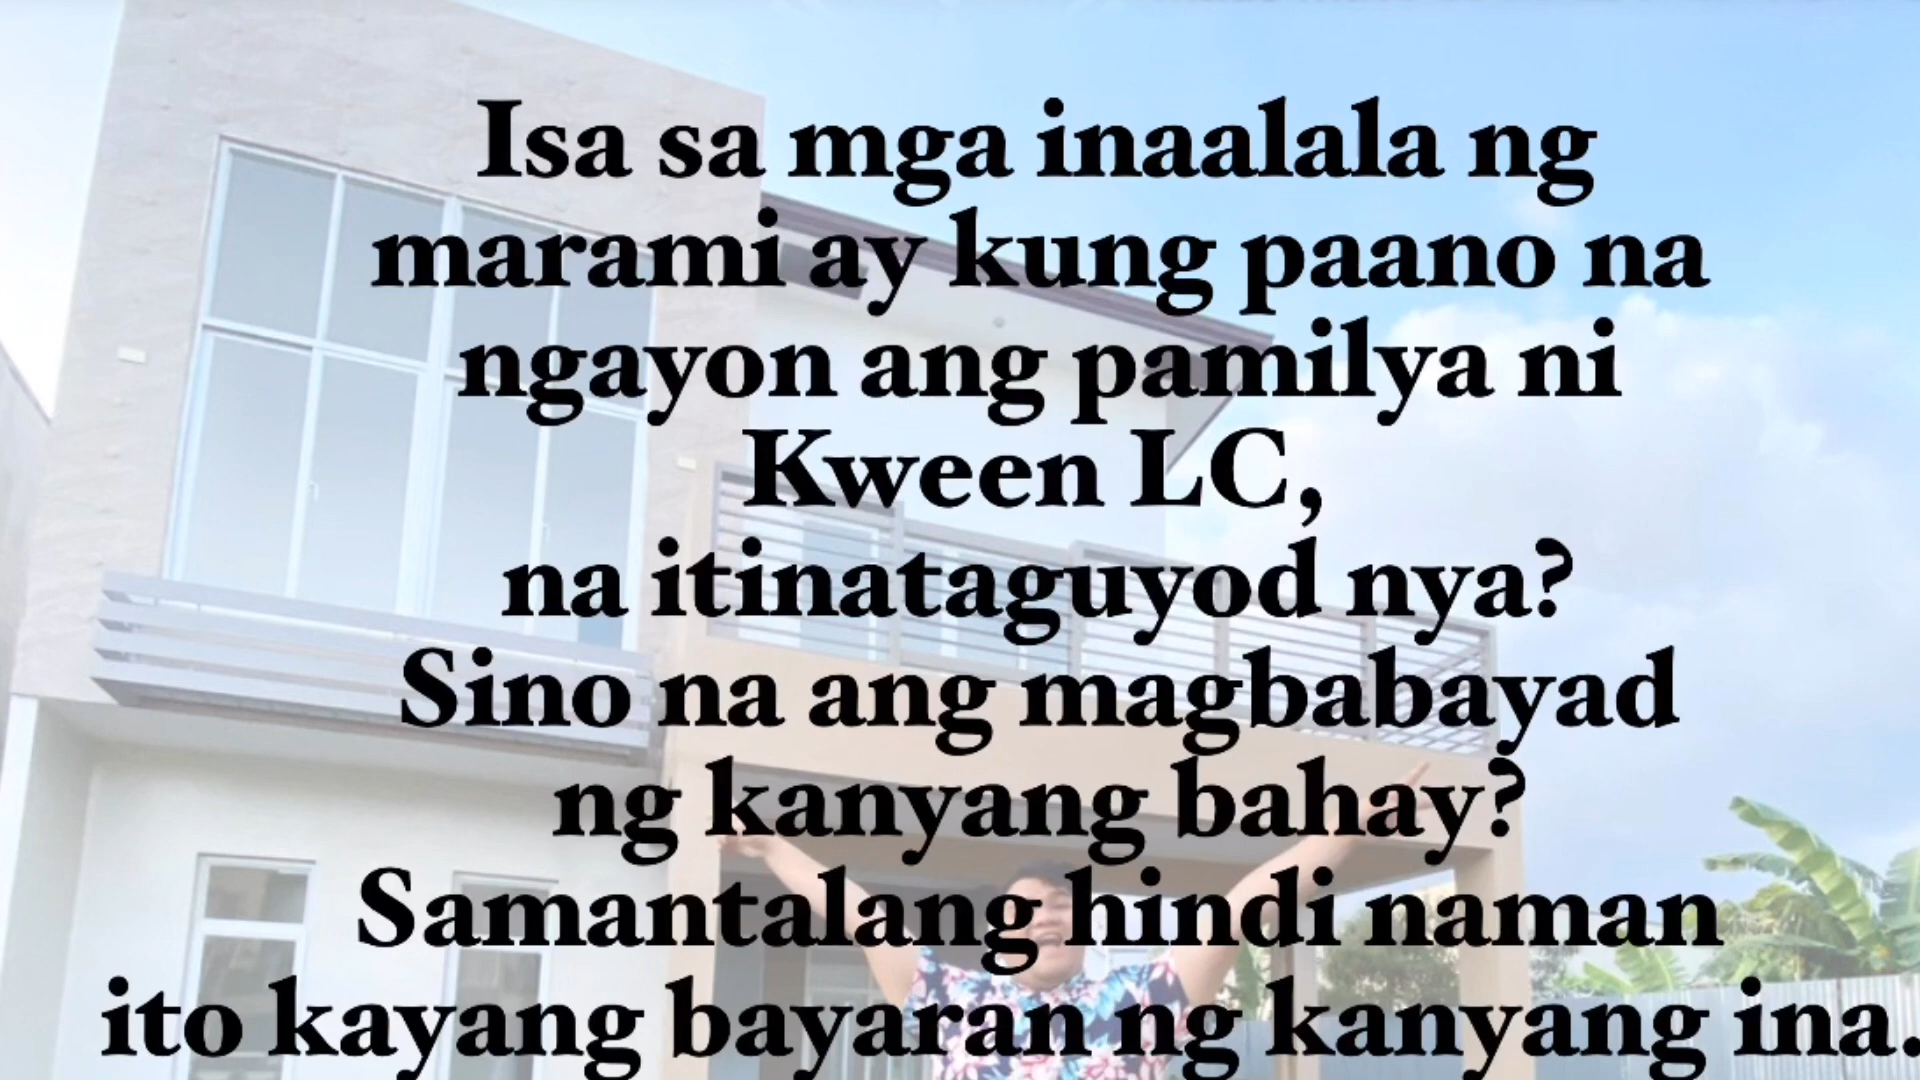 Isa sa mga inaalala ng
marami ay kung paano na
ngayon ang pamilya ni
Kween LC,
na itinataguyod nya?
Sino na ang magbabayad
ng kanyang bahay?
Samantalang hindi naman
ito kayang bayaran ng kanyang ina.